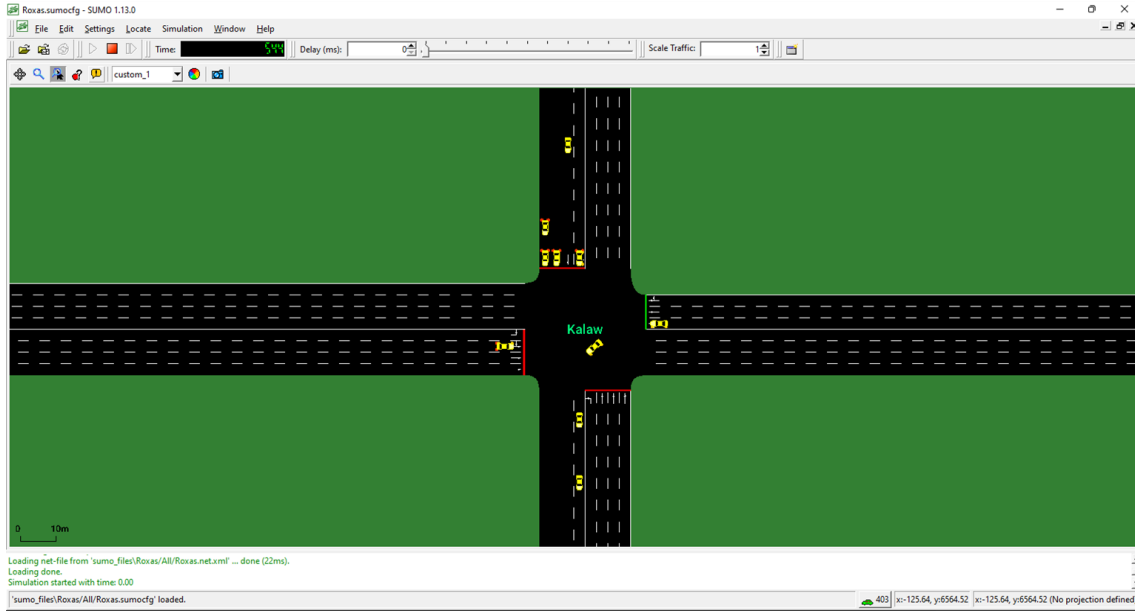 Roxas.sumocfg - SUMO 1.13.0
File Edit Settings Locate Simulation Window Help
Time: 544 Delay (ms): 0 Scale Traffic: 1
custom_1
Kalaw
0 10m
Loading net-file from 'sumo_files\Roxas/All/Roxas.net.xml' ... done (22ms).
Loading done.
Simulation started with time: 0.00
'sumo_files\Roxas/All/Roxas.sumocfg' loaded. 403 x:-125.64, y:6564.52 x:-125.64, y:6564.52 (No projection defined